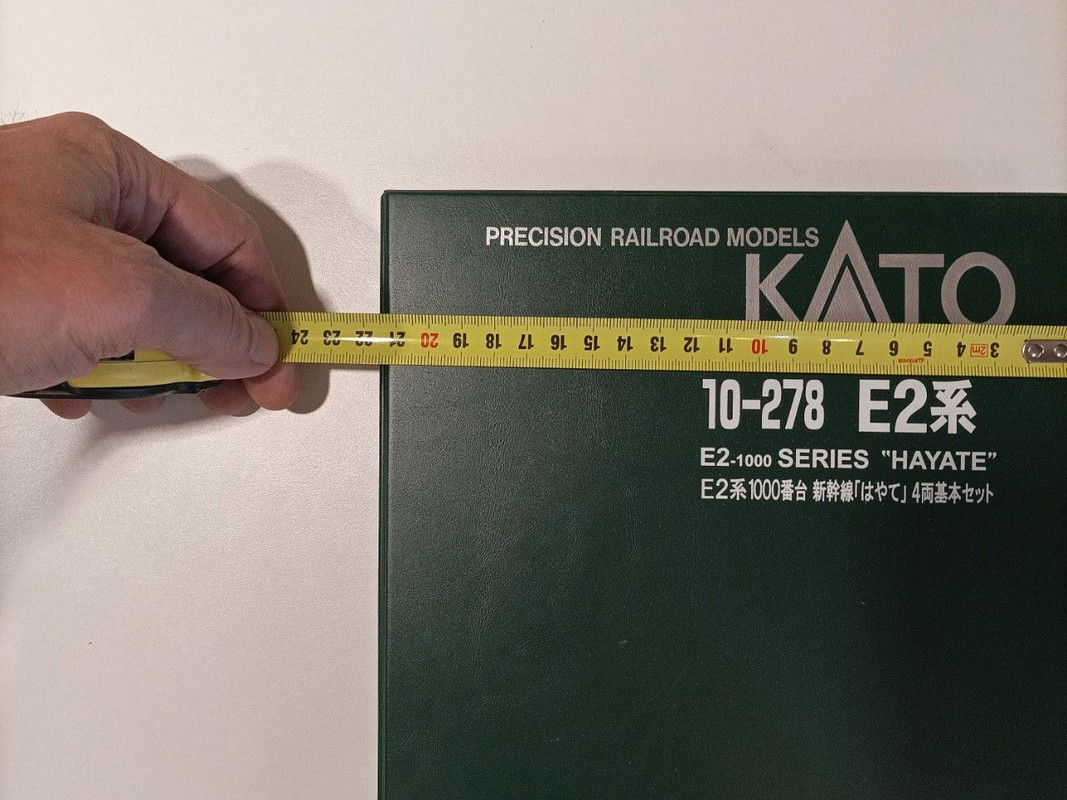 PRECISION RAILROAD MODELS
KATO
24 23 22 21 20 19 18 17 16 15 14 13 12 11 10 9 8 7 6 5 4 2m 3
10-278 E2系
E2-1000 SERIES "HAYATE"
E2系1000番台 新幹線「はやて」 4両基本セット